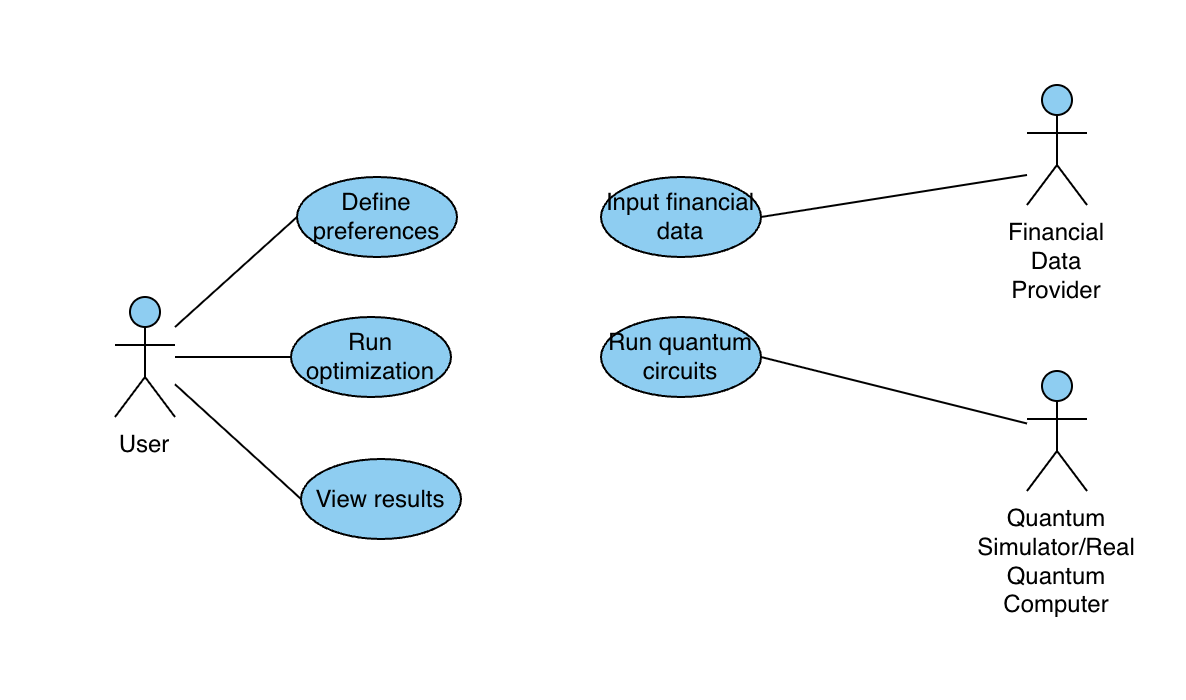 Define
preferences
Input financial
data
Financial
Data
Provider
Run
optimization
Run quantum
circuits
User
View results
Quantum
Simulator/Real
Quantum
Computer